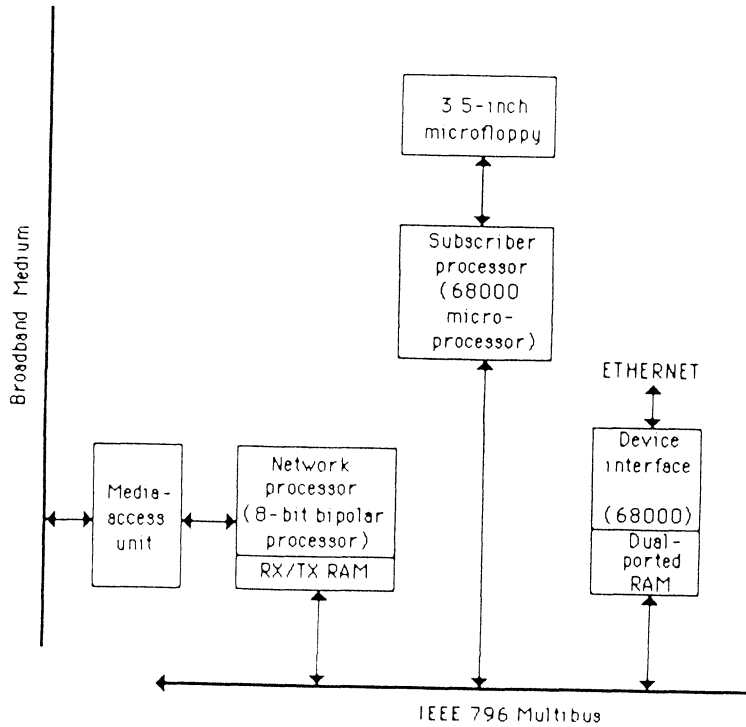 3.5-inch
microfloppy
Subscriber
processor
(68000
micro-
processor)
Broadband Medium
ETHERNET
Device
interface
(68000)
Dual-
ported
RAM
Media-
access
unit
Network
processor
(8-bit bipolar
processor)
RX/TX RAM
IEEE 796 Multibus